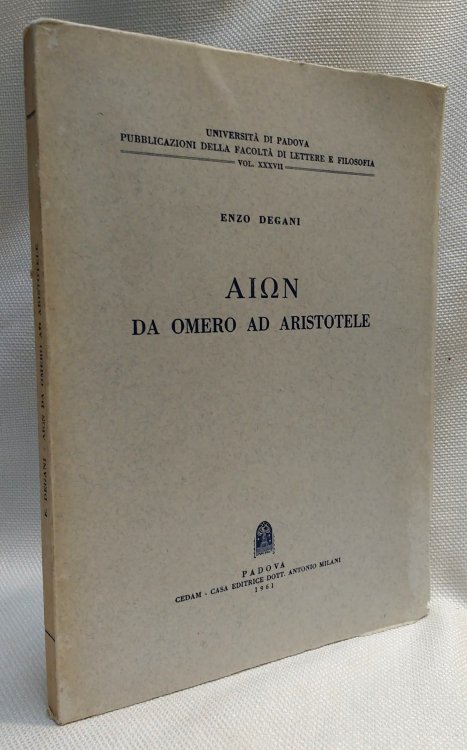 UNIVERSITÀ DI PADOVA
PUBBLICAZIONI DELLA FACOLTÀ DI LETTERE E FILOSOFIA
VOL. XXXVII
ENZO DEGANI
ΑΙΩΝ
DA OMERO AD ARISTOTELE
PADOVA
CEDAM - CASA EDITRICE DOTT. ANTONIO MILANI
1961
E. DEGANI - ΑΙΩΝ DA OMERO AD ARISTOTELE